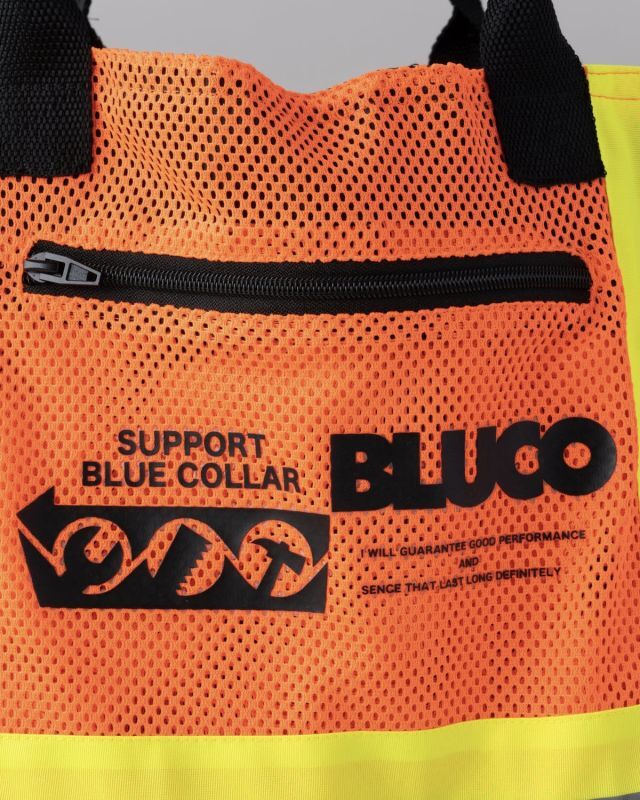 SUPPORT
BLUE COLLAR
BLUCO
I WILL GUARANTEE GOOD PERFORMANCE
AND
SENCE THAT LAST LONG DEFINITELY